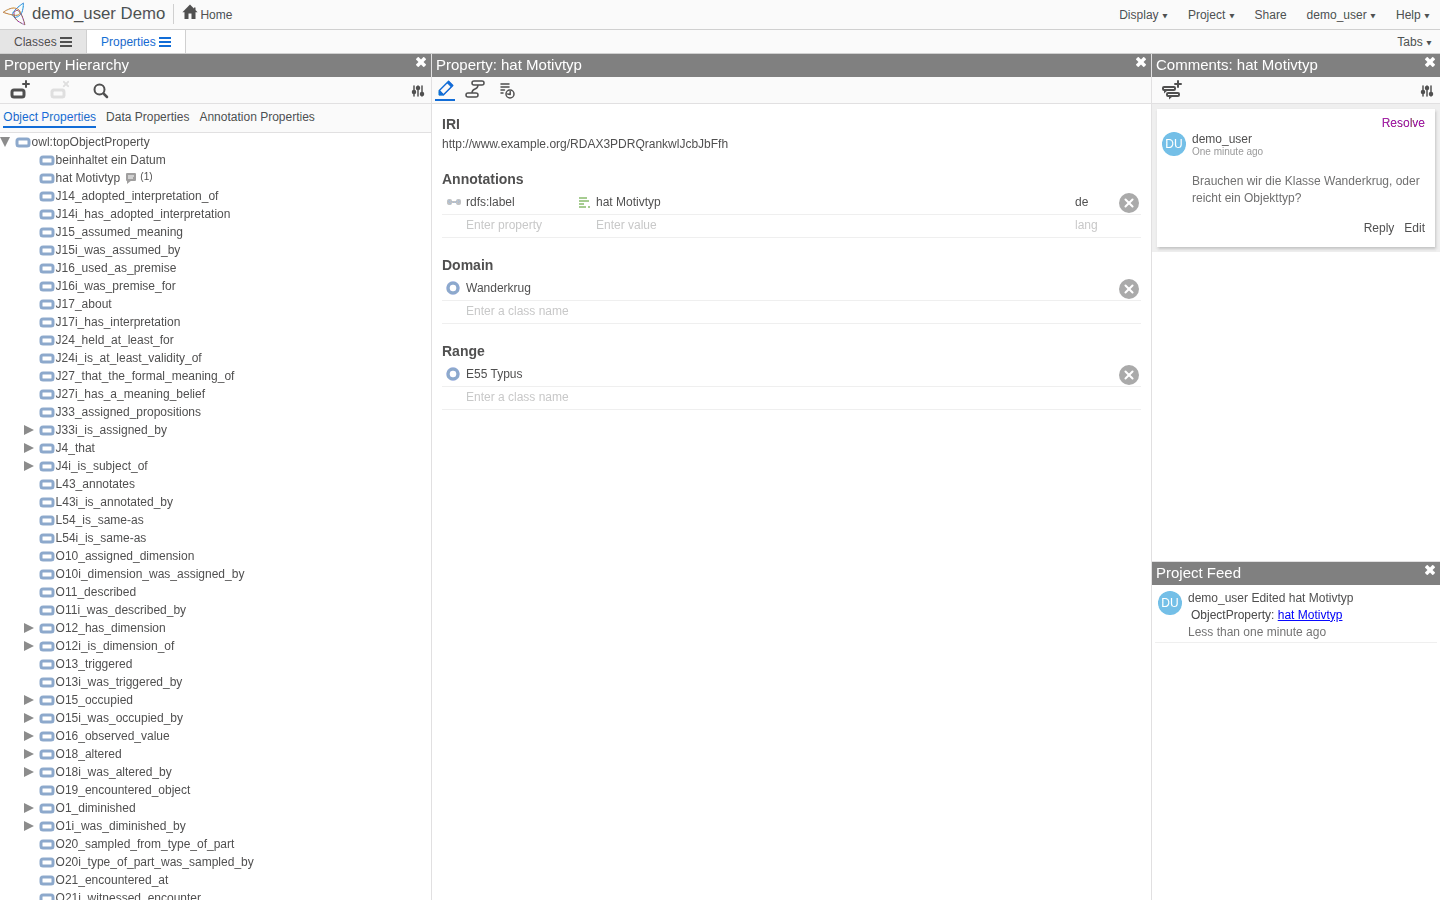 demo_user Demo Home Display Project Share demo_user Help
Classes Properties Tabs
Property Hierarchy
Object Properties Data Properties Annotation Properties
owl:topObjectProperty
beinhaltet ein Datum
hat Motivtyp (1)
J14_adopted_interpretation_of
J14i_has_adopted_interpretation
J15_assumed_meaning
J15i_was_assumed_by
J16_used_as_premise
J16i_was_premise_for
J17_about
J17i_has_interpretation
J24_held_at_least_for
J24i_is_at_least_validity_of
J27_that_the_formal_meaning_of
J27i_has_a_meaning_belief
J33_assigned_propositions
J33i_is_assigned_by
J4_that
J4i_is_subject_of
L43_annotates
L43i_is_annotated_by
L54_is_same-as
L54i_is_same-as
O10_assigned_dimension
O10i_dimension_was_assigned_by
O11_described
O11i_was_described_by
O12_has_dimension
O12i_is_dimension_of
O13_triggered
O13i_was_triggered_by
O15_occupied
O15i_was_occupied_by
O16_observed_value
O18_altered
O18i_was_altered_by
O19_encountered_object
O1_diminished
O1i_was_diminished_by
O20_sampled_from_type_of_part
O20i_type_of_part_was_sampled_by
O21_encountered_at
O21i_witnessed_encounter
Property: hat Motivtyp
IRI
http://www.example.org/RDAX3PDRQrankwlJcbJbFfh
Annotations
rdfs:label hat Motivtyp de
Enter property Enter value lang
Domain
Wanderkrug
Enter a class name
Range
E55 Typus
Enter a class name
Comments: hat Motivtyp
Resolve
DU demo_user
One minute ago
Brauchen wir die Klasse Wanderkrug, oder
reicht ein Objekttyp?
Reply Edit
Project Feed
DU demo_user Edited hat Motivtyp
ObjectProperty: hat Motivtyp
Less than one minute ago